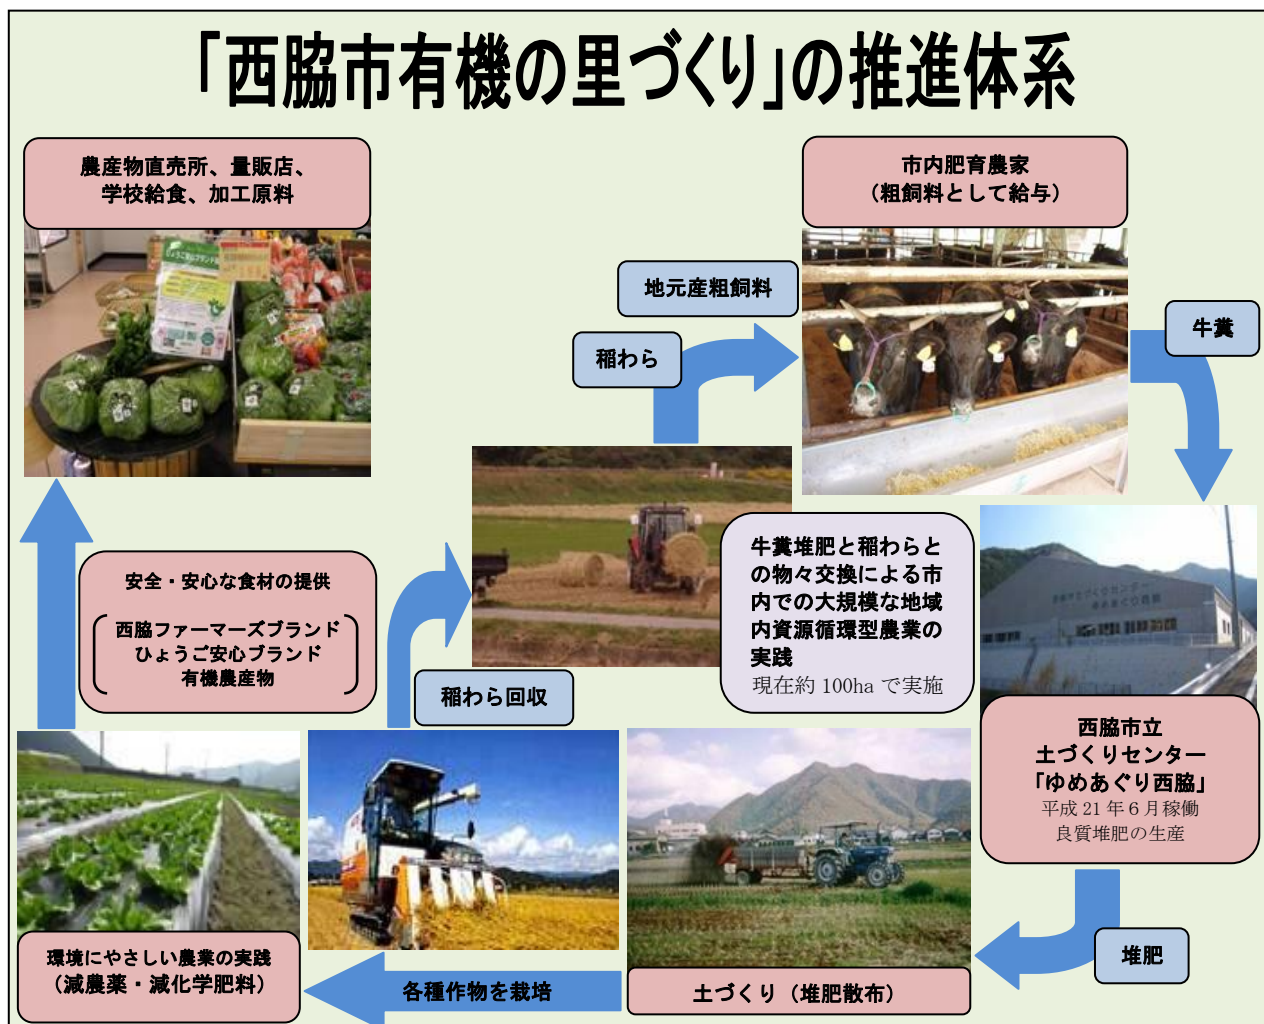 「西脇市有機の里づくり」の推進体系
農産物直売所、量販店、
学校給食、加工原料
市内肥育農家
（粗飼料として給与）
地元産粗飼料
稲わら
牛糞
安全・安心な食材の提供
西脇ファーマーズブランド
ひょうご安心ブランド
有機農産物
稲わら回収
牛糞堆肥と稲わらと
の物々交換による市
内での大規模な地域
内資源循環型農業の
実践
現在約 100ha で実施
西脇市立
土づくりセンター
「ゆめあぐり西脇」
平成 21 年 6 月稼働
良質堆肥の生産
堆肥
土づくり（堆肥散布）
各種作物を栽培
環境にやさしい農業の実践
（減農薬・減化学肥料）